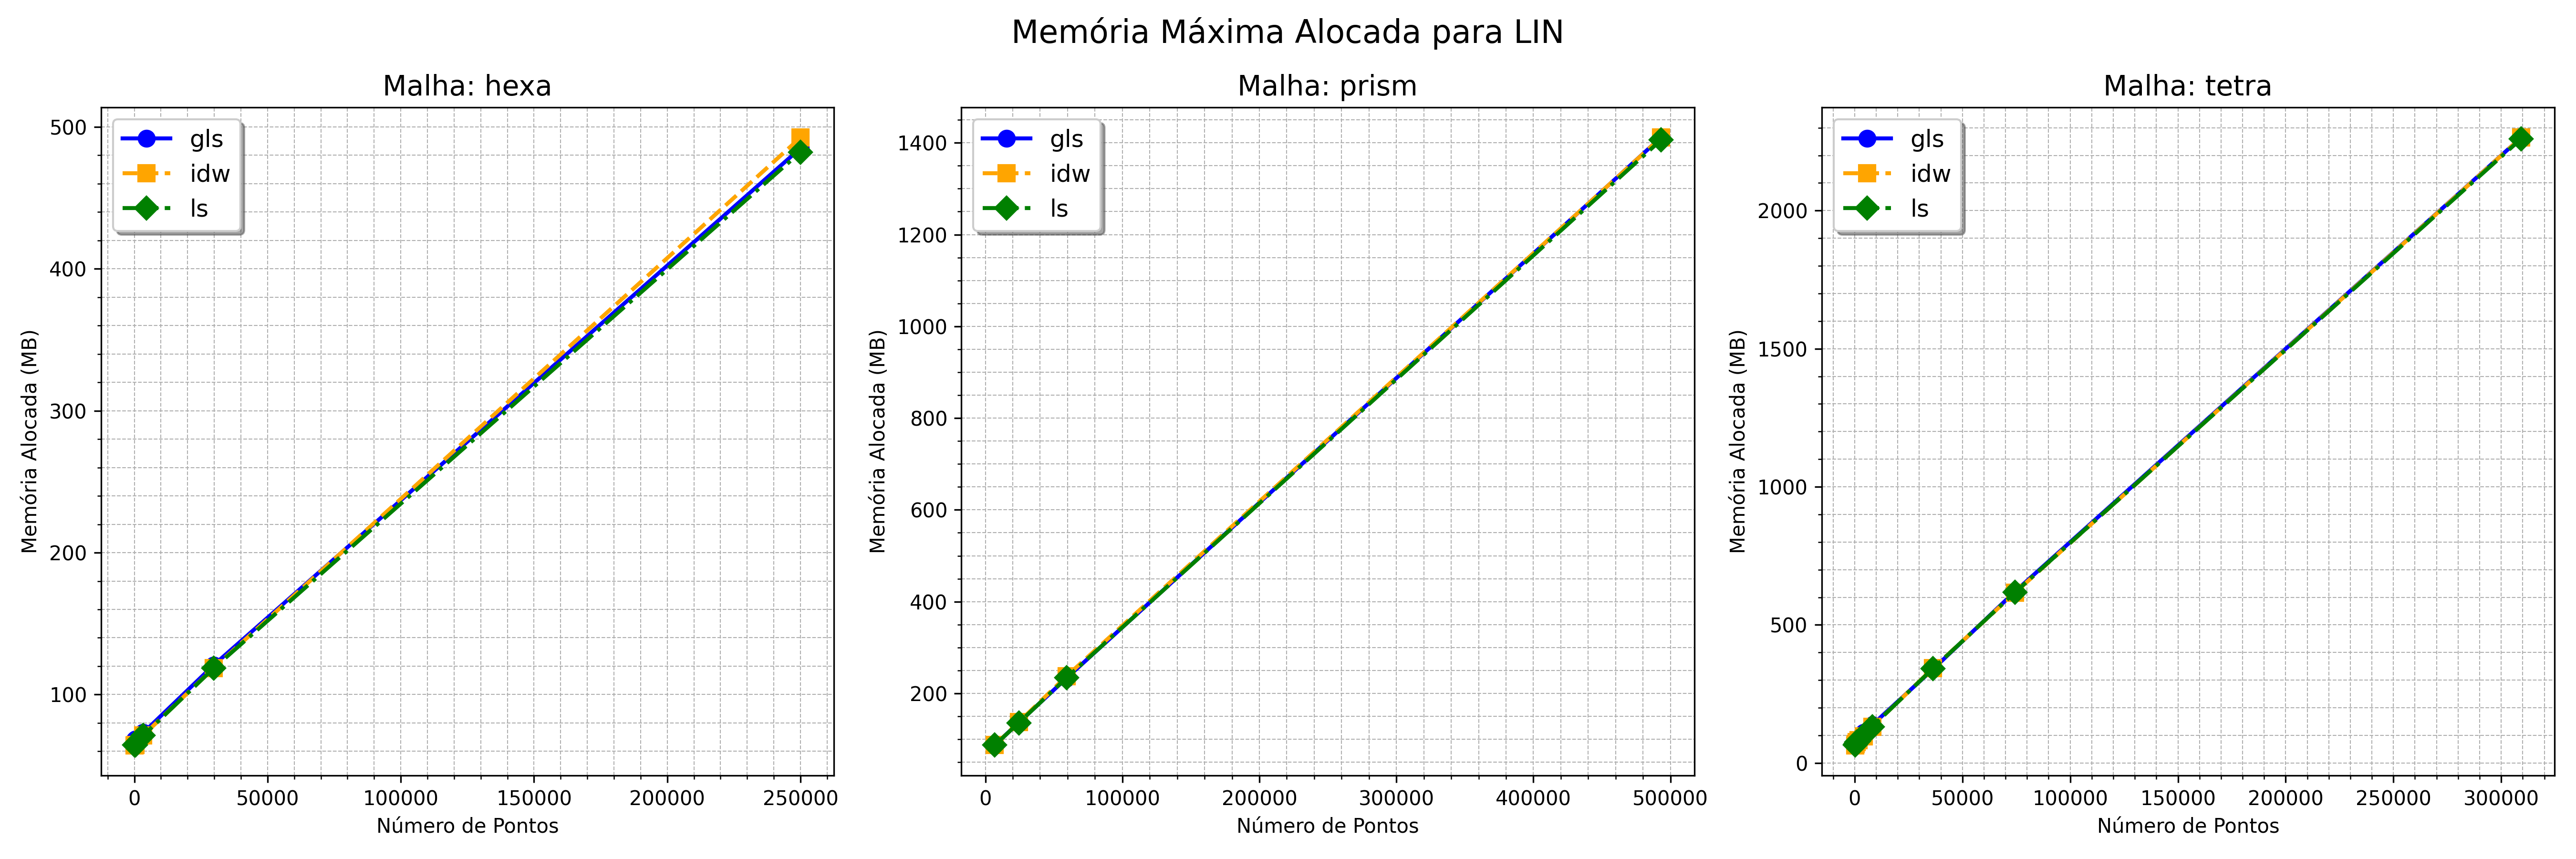 Memória Máxima Alocada para LIN
Malha: hexa
500
400
300
200
100
Memória Alocada (MB)
gls
idw
ls
0 50000 100000 150000 200000 250000
Número de Pontos
Malha: prism
1400
1200
1000
800
600
400
200
Memória Alocada (MB)
gls
idw
ls
0 100000 200000 300000 400000 500000
Número de Pontos
Malha: tetra
2000
1500
1000
500
0
Memória Alocada (MB)
gls
idw
ls
0 50000 100000 150000 200000 250000 300000
Número de Pontos